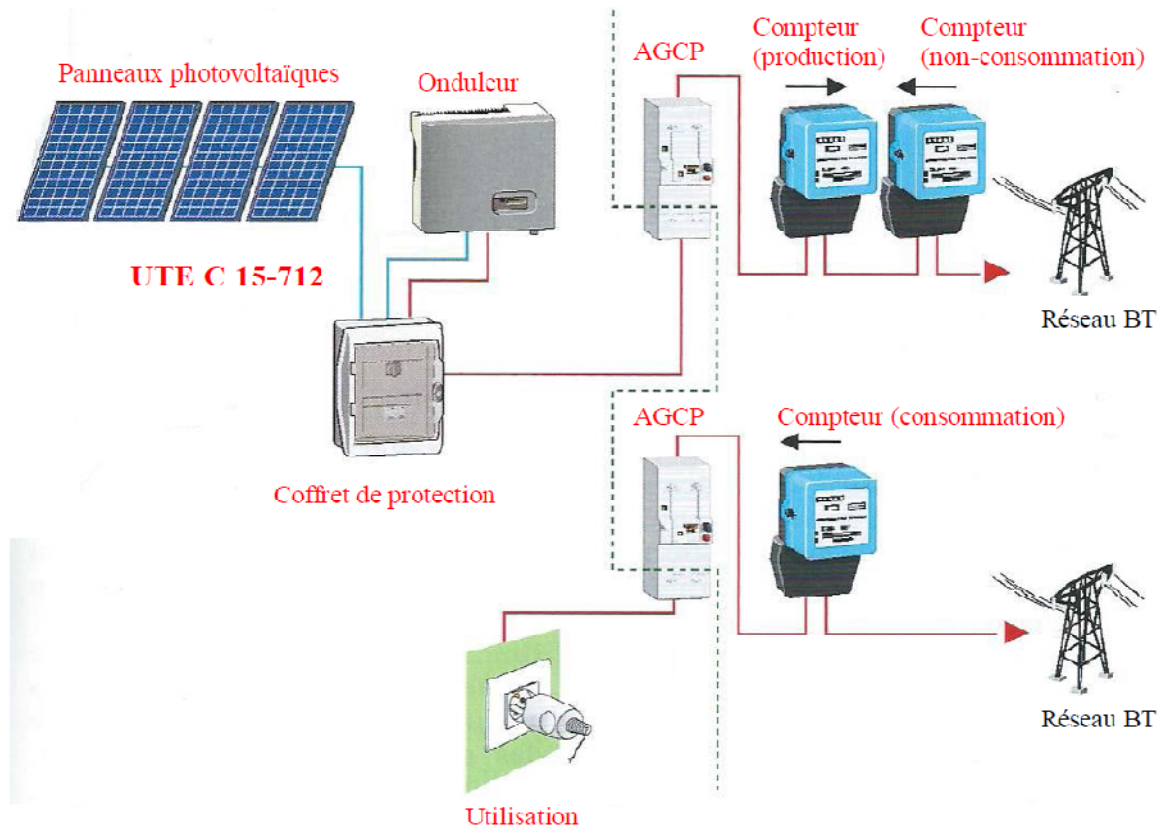 Panneaux photovoltaïques
Onduleur
AGCP
Compteur
(production)
Compteur
(non-consommation)
UTE C 15-712
Réseau BT
Coffret de protection
AGCP
Compteur (consommation)
Réseau BT
Utilisation